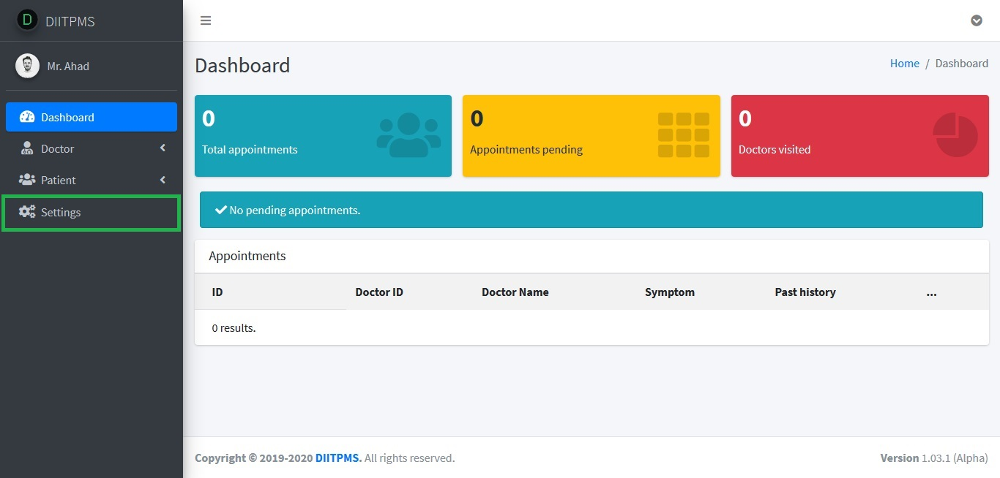 D DIITPMS
Mr. Ahad
Dashboard
Doctor
Patient
Settings
Dashboard
Home / Dashboard
0
Total appointments
0
Appointments pending
0
Doctors visited
No pending appointments.
Appointments
ID Doctor ID Doctor Name Symptom Past history ...
0 results.
Copyright © 2019-2020 DIITPMS. All rights reserved.
Version 1.03.1 (Alpha)